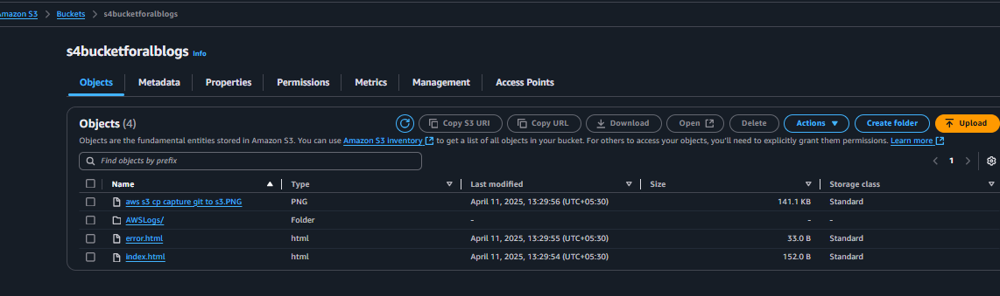 Amazon S3 > Buckets > s4bucketforalblogs
s4bucketforalblogs Info
Objects Metadata Properties Permissions Metrics Management Access Points
Objects (4) Copy S3 URI Copy URL Download Open Delete Actions Create folder Upload
Objects are the fundamental entities stored in Amazon S3. You can use Amazon S3 inventory to get a list of all objects in your bucket. For others to access your objects, you'll need to explicitly grant them permissions. Learn more
Find objects by prefix 1
Name Type Last modified Size Storage class
aws s3 cp capture git to s3.PNG PNG April 11, 2025, 13:29:56 (UTC+05:30) 141.1 KB Standard
AWSLogs/ Folder - - -
error.html html April 11, 2025, 13:29:55 (UTC+05:30) 33.0 B Standard
index.html html April 11, 2025, 13:29:54 (UTC+05:30) 152.0 B Standard